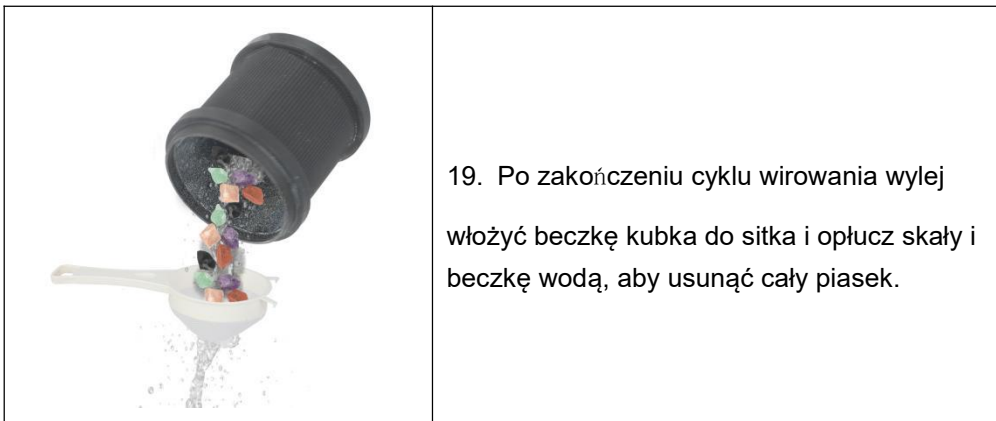 19. Po zakończeniu cyklu wirowania wylej
włożyć beczkę kubka do sitka i opłucz skały i
beczkę wodą, aby usunąć cały piasek.